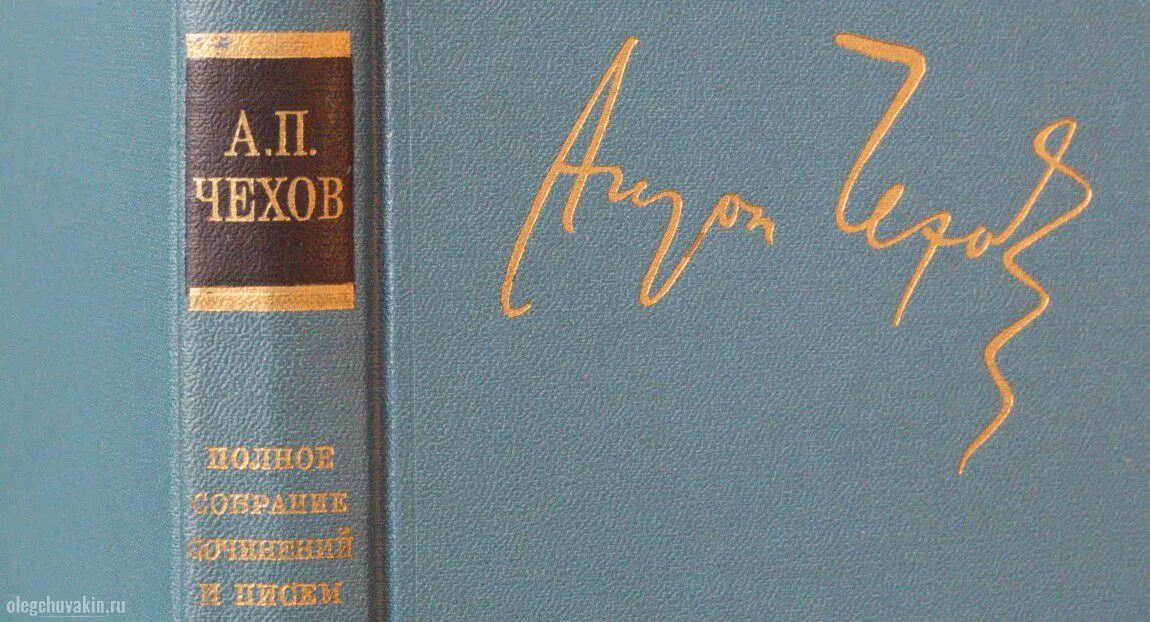 А.П.
ЧЕХОВ
ПОЛНОЕ
СОБРАНИЕ
СОЧИНЕНИЙ
И ПИСЕМ
Антон Чехов
olegchuvakin.ru